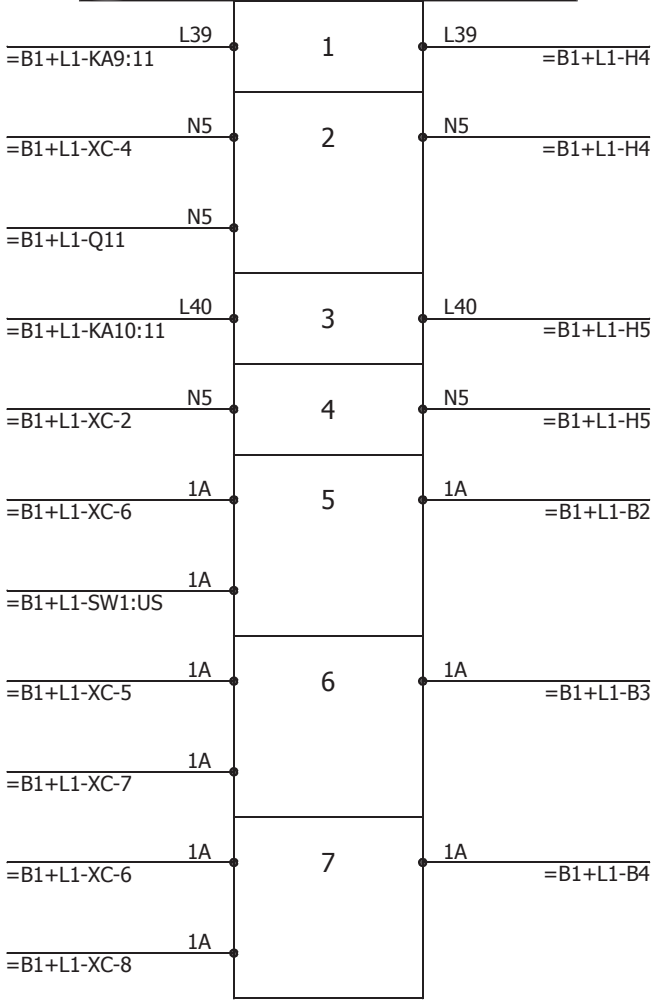 L39 1 L39
=B1+L1-KA9:11 =B1+L1-H4
N5 2 N5
=B1+L1-XC-4 =B1+L1-H4
N5
=B1+L1-Q11
L40 3 L40
=B1+L1-KA10:11 =B1+L1-H5
N5 4 N5
=B1+L1-XC-2 =B1+L1-H5
1A 5 1A
=B1+L1-XC-6 =B1+L1-B2
1A
=B1+L1-SW1:US
1A 6 1A
=B1+L1-XC-5 =B1+L1-B3
1A
=B1+L1-XC-7
1A 7 1A
=B1+L1-XC-6 =B1+L1-B4
1A
=B1+L1-XC-8